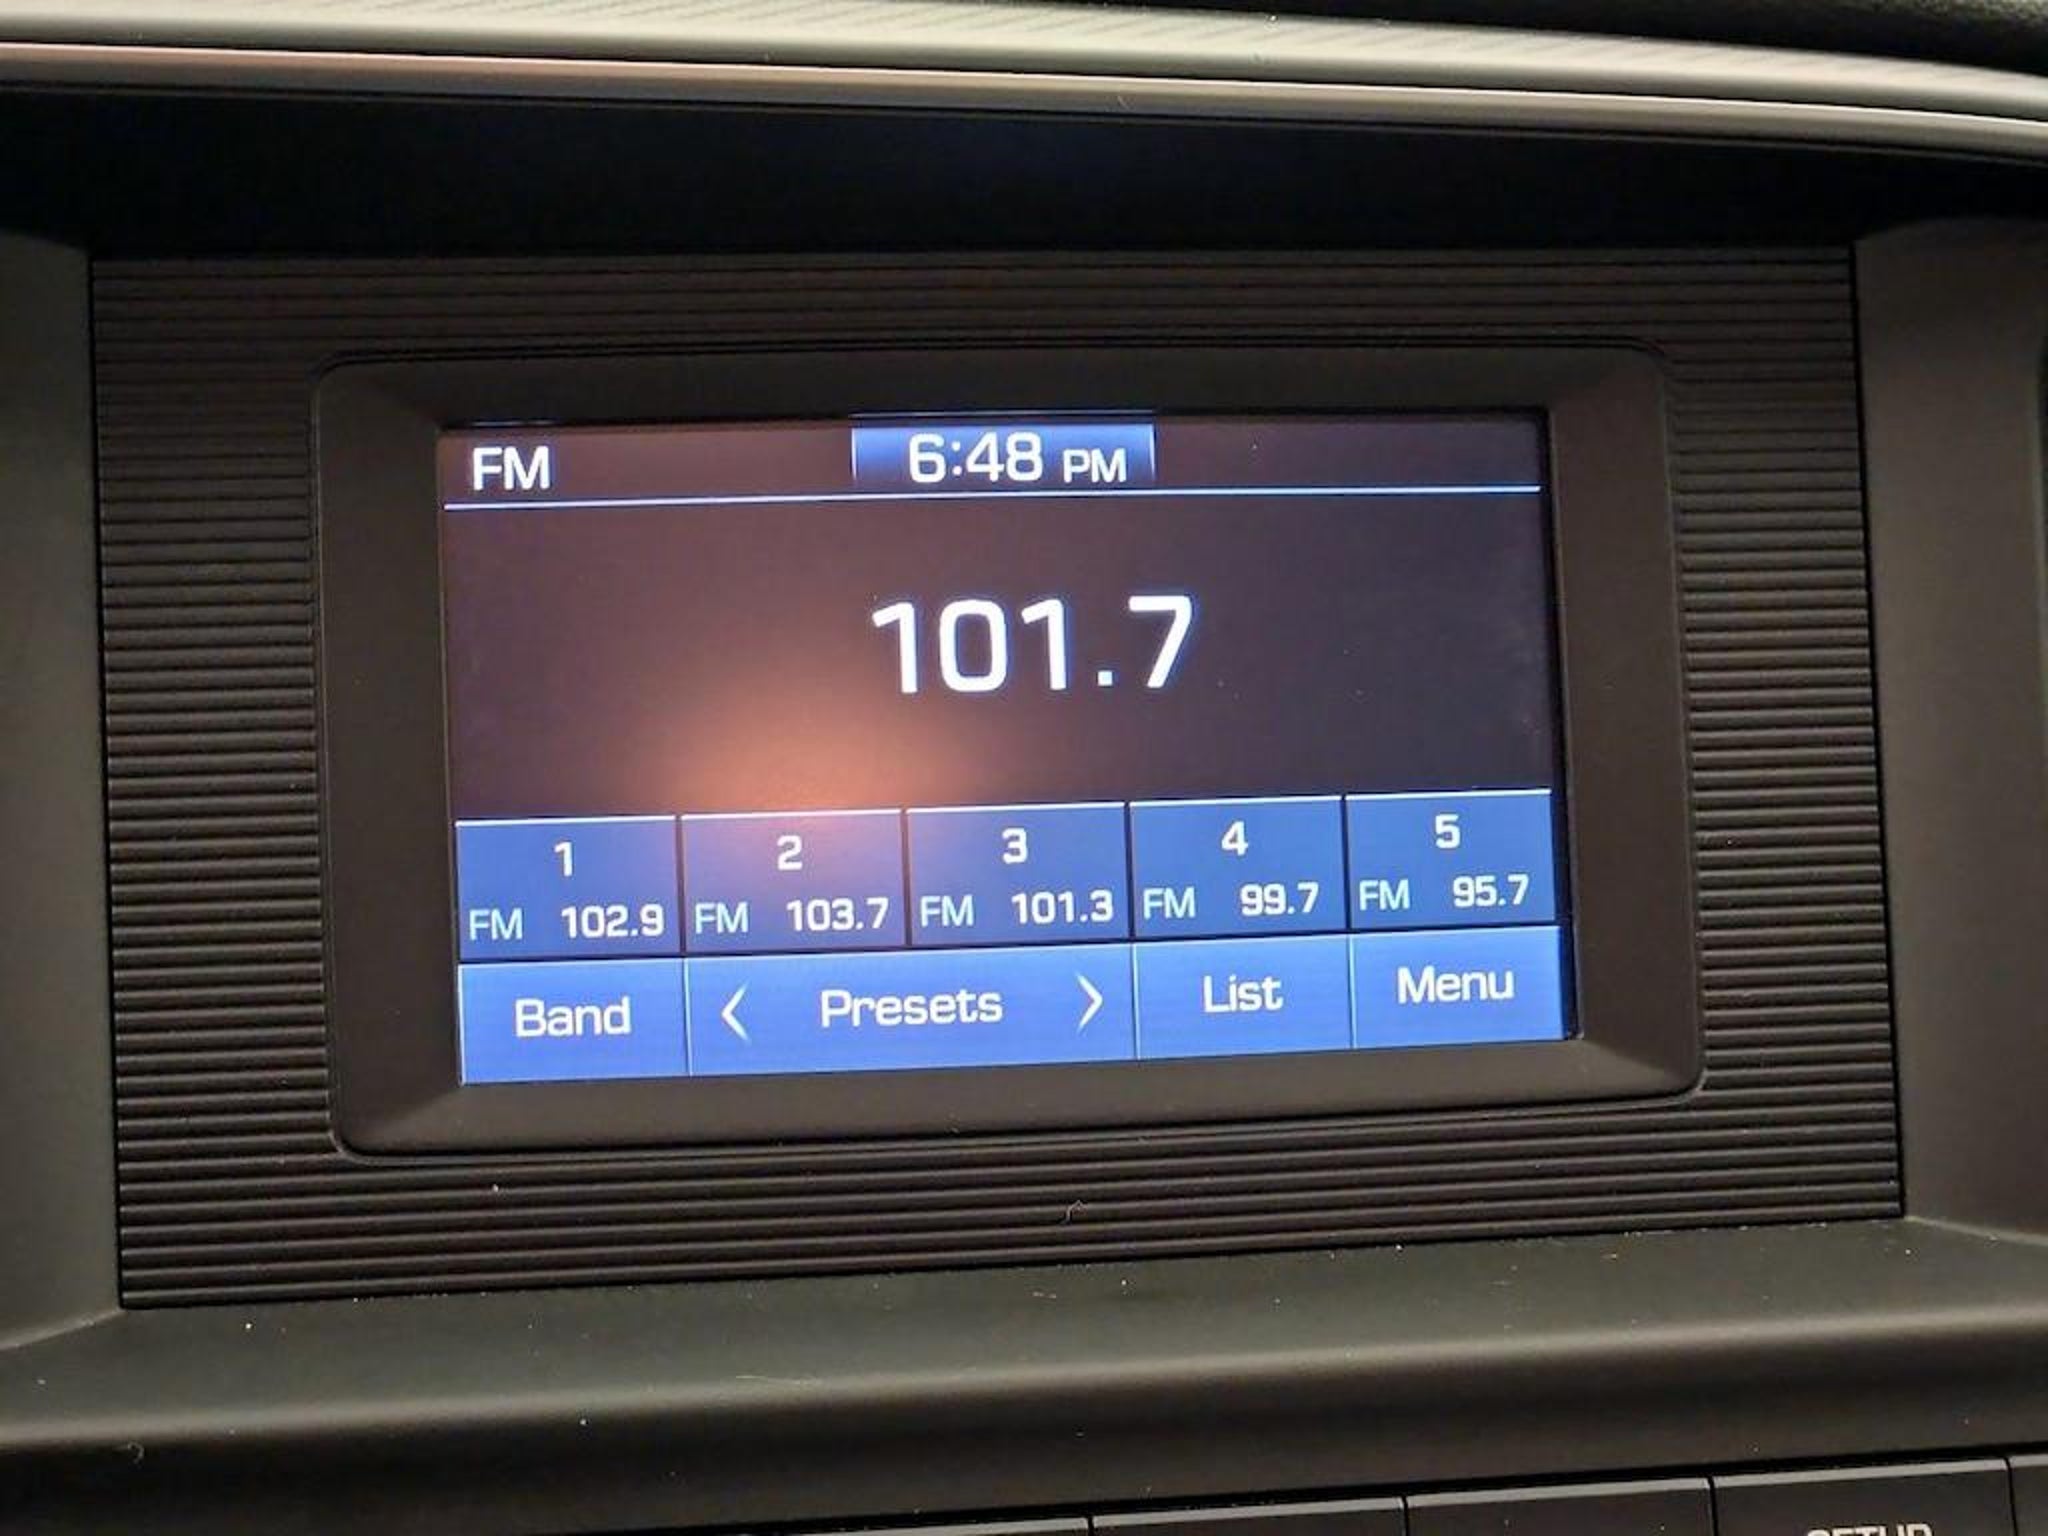 FM 6:48 PM
101.7
1 2 3 4 5
FM 102.9 FM 103.7 FM 101.3 FM 99.7 FM 95.7
Band < Presets > List Menu
SETUP